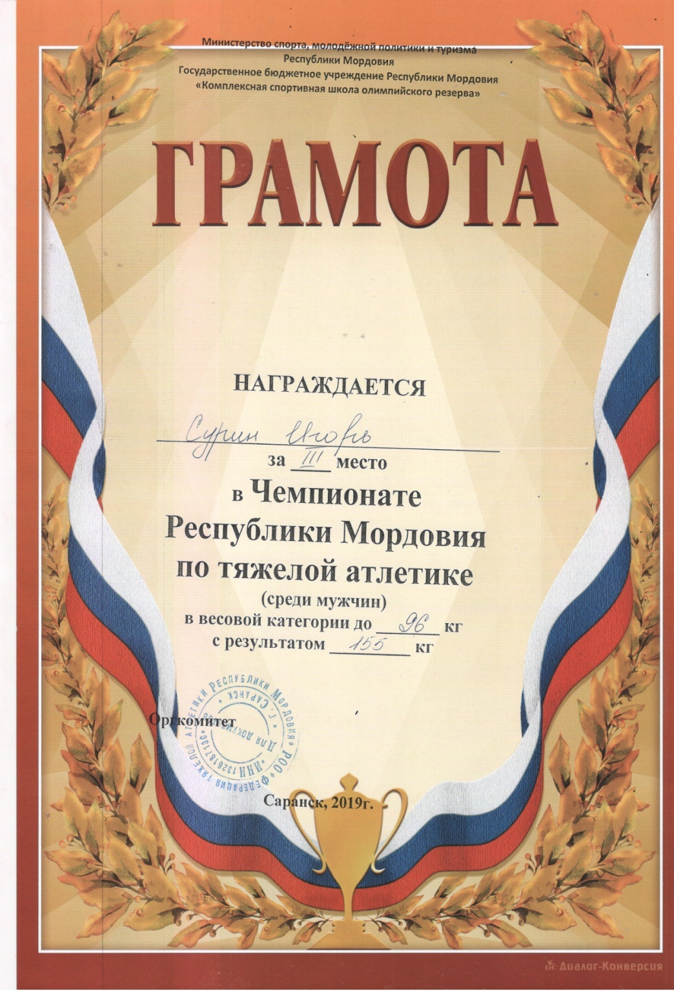 Министерство спорта, молодёжной политики и туризма
Республики Мордовия
Государственное бюджетное учреждение Республики Мордовия
«Комплексная спортивная школа олимпийского резерва»
ГРАМОТА
НАГРАЖДАЕТСЯ
Сурин Игорь
за III место
в Чемпионате
Республики Мордовия
по тяжелой атлетике
(среди мужчин)
в весовой категории до 96 кг
с результатом 155 кг
Оргкомитет
РОО "ФЕДЕРАЦИЯ ТЯЖЕЛОЙ АТЛЕТИКИ РЕСПУБЛИКИ МОРДОВИЯ"
* Г. САРАНСК *
*ИНН 1326187130*
Для документов
Саранск, 2019г.
Диалог-Конверсия